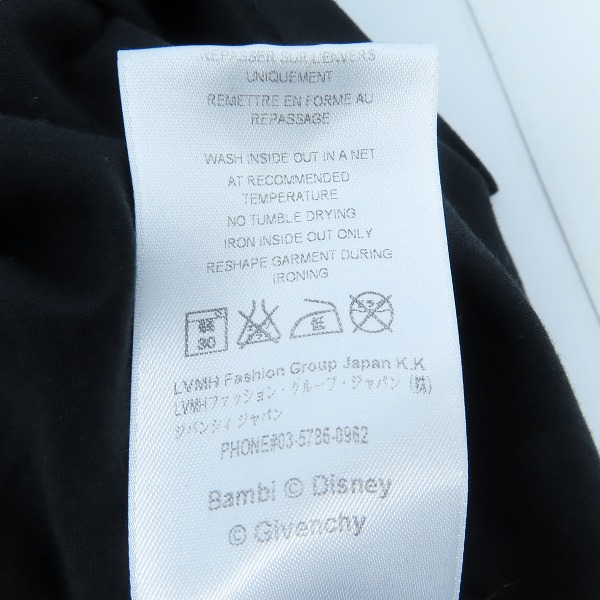 REPASSER SUR L'ENVERS
UNIQUEMENT
REMETTRE EN FORME AU
REPASSAGE
WASH INSIDE OUT IN A NET
AT RECOMMENDED
TEMPERATURE
NO TUMBLE DRYING
IRON INSIDE OUT ONLY
RESHAPE GARMENT DURING
IRONING
30
LVMH Fashion Group Japan K.K
LVMHファッション・グループ・ジャパン (株)
ジバンシィ ジャパン
PHONE#03-5786-0962
Bambi © Disney
© Givenchy